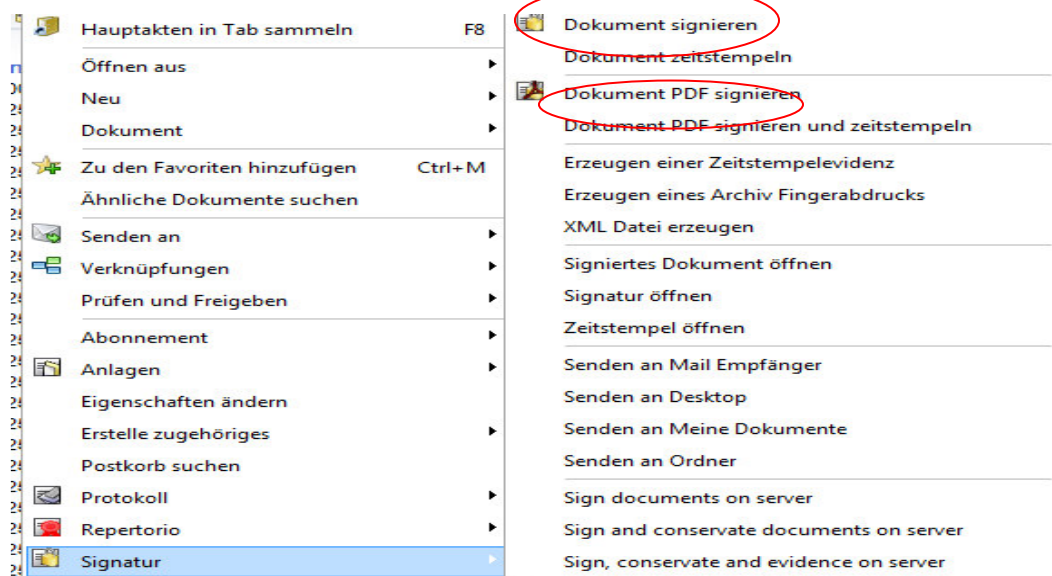 Hauptakten in Tab sammeln F8
Öffnen aus
Neu
Dokument
Zu den Favoriten hinzufügen Ctrl+M
Ähnliche Dokumente suchen
Senden an
Verknüpfungen
Prüfen und Freigeben
Abonnement
Anlagen
Eigenschaften ändern
Erstelle zugehöriges
Postkorb suchen
Protokoll
Repertorio
Signatur
Dokument signieren
Dokument zeitstempeln
Dokument PDF signieren
Dokument PDF signieren und zeitstempeln
Erzeugen einer Zeitstempelevidenz
Erzeugen eines Archiv Fingerabdrucks
XML Datei erzeugen
Signiertes Dokument öffnen
Signatur öffnen
Zeitstempel öffnen
Senden an Mail Empfänger
Senden an Desktop
Senden an Meine Dokumente
Senden an Ordner
Sign documents on server
Sign and conservate documents on server
Sign, conservate and evidence on server